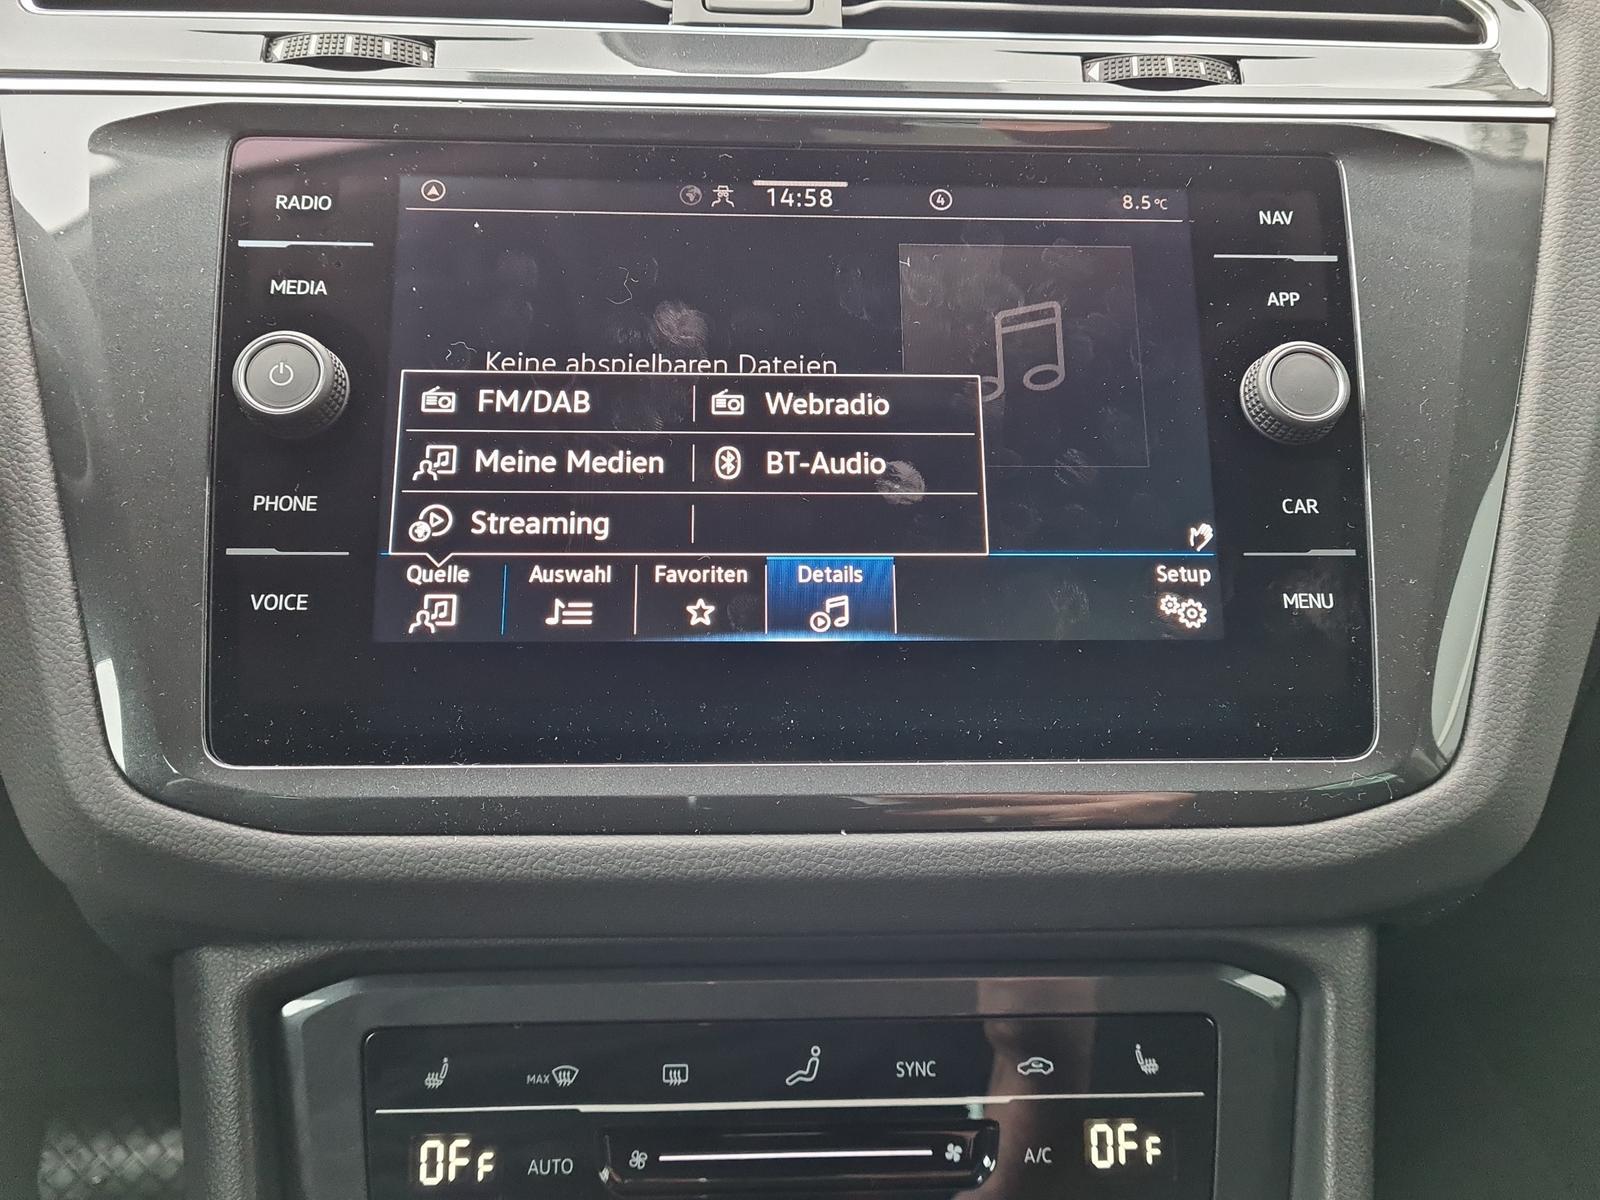 RADIO
MEDIA
PHONE
VOICE
14:58
4
8.5°C
Keine abspielbaren Dateien
FM/DAB
Webradio
Meine Medien
BT-Audio
Streaming
Quelle
Auswahl
Favoriten
Details
Setup
NAV
APP
CAR
MENU
MAX
SYNC
OFF
AUTO
A/C
OFF